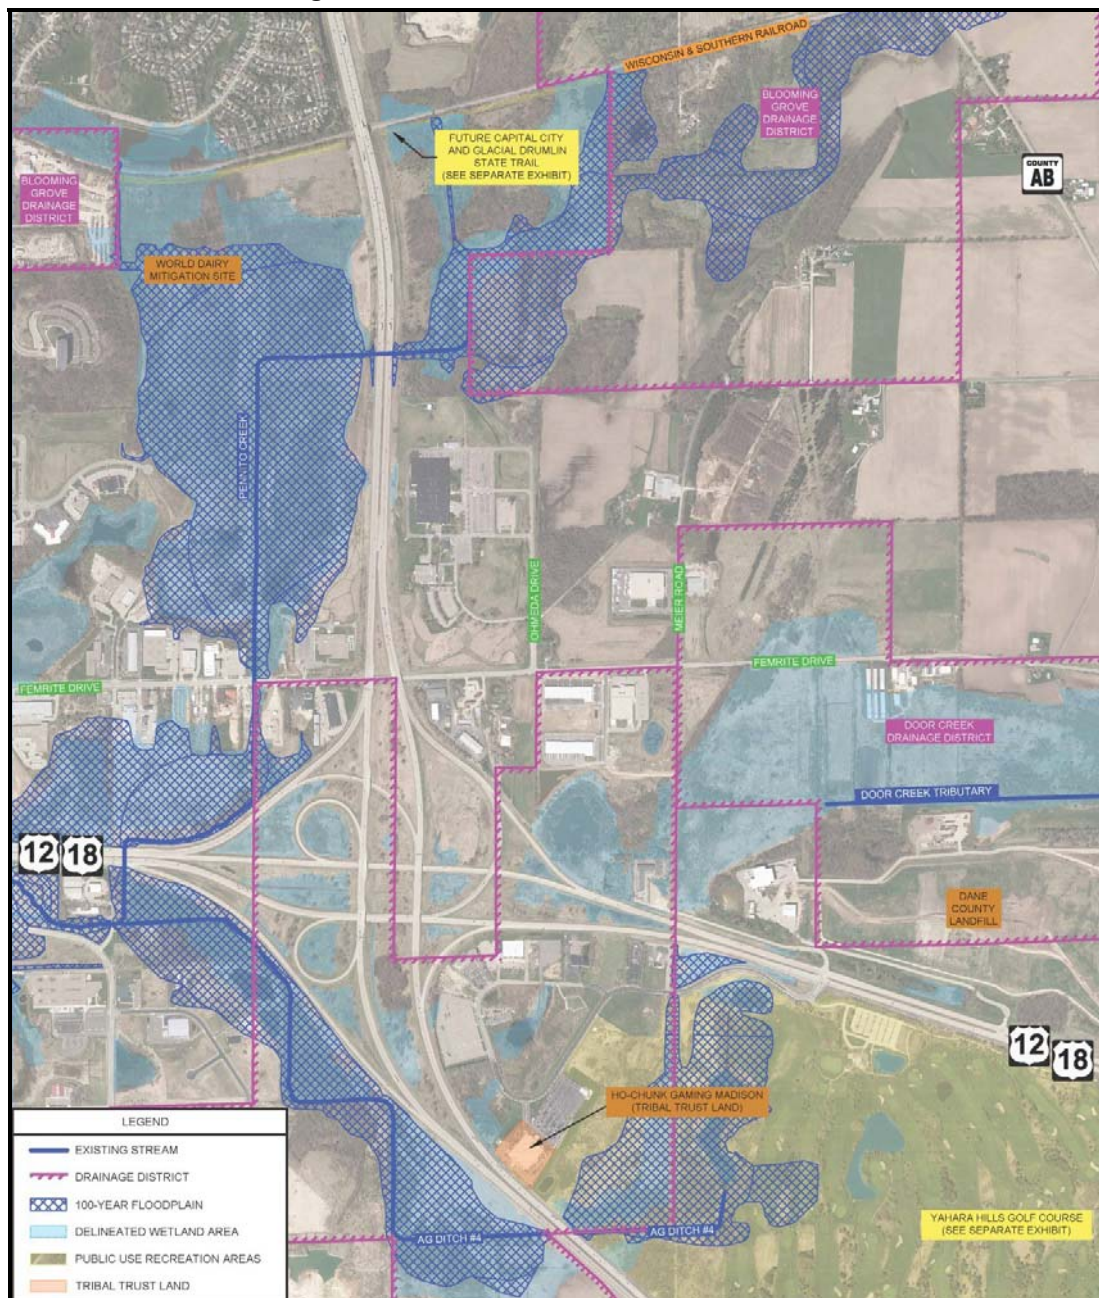 WISCONSIN & SOUTHERN RAILROAD
BLOOMING
GROVE
DRAINAGE
DISTRICT
FUTURE CAPITAL CITY
AND GLACIAL DRUMLIN
STATE TRAIL
(SEE SEPARATE EXHIBIT)
COUNTY
AB
BLOOMING
GROVE
DRAINAGE
DISTRICT
WORLD DAIRY
MITIGATION SITE
PENNITO CREEK
OHMEDA DRIVE
MEIER ROAD
FEMRITE DRIVE
FEMRITE DRIVE
DOOR CREEK
DRAINAGE DISTRICT
DOOR CREEK TRIBUTARY
12 18
DANE
COUNTY
LANDFILL
12 18
HO-CHUNK GAMING MADISON
(TRIBAL TRUST LAND)
LEGEND
EXISTING STREAM
DRAINAGE DISTRICT
100-YEAR FLOODPLAIN
DELINEATED WETLAND AREA
PUBLIC USE RECREATION AREAS
TRIBAL TRUST LAND
AG DITCH #4
AG DITCH #4
YAHARA HILLS GOLF COURSE
(SEE SEPARATE EXHIBIT)